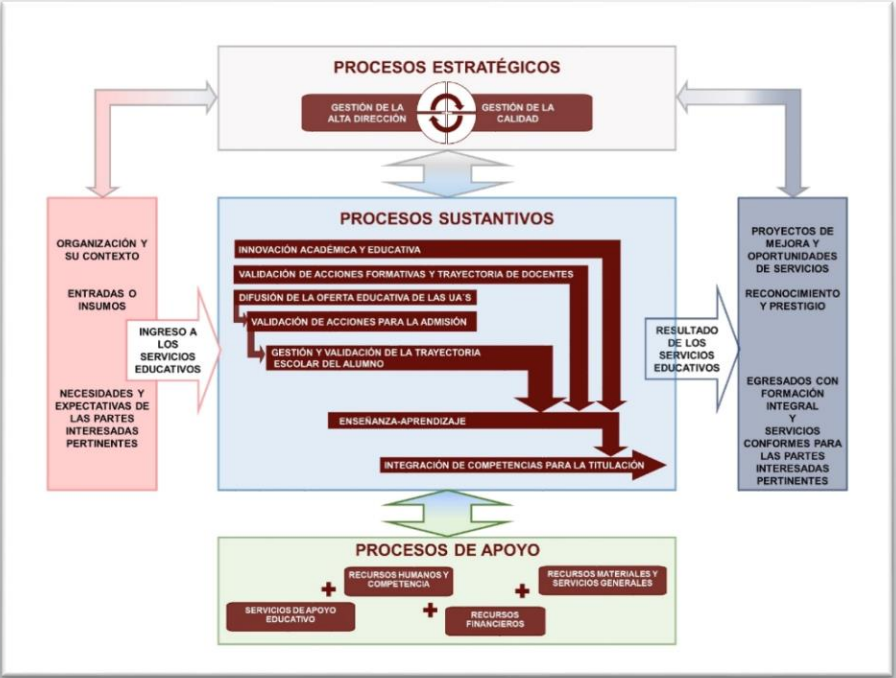 PROCESOS ESTRATÉGICOS
GESTIÓN DE LA
ALTA DIRECCIÓN
GESTIÓN DE LA
CALIDAD
ORGANIZACIÓN Y
SU CONTEXTO
ENTRADAS O
INSUMOS
NECESIDADES Y
EXPECTATIVAS DE
LAS PARTES
INTERESADAS
PERTINENTES
INGRESO A
LOS
SERVICIOS
EDUCATIVOS
PROCESOS SUSTANTIVOS
INNOVACIÓN ACADÉMICA Y EDUCATIVA
VALIDACIÓN DE ACCIONES FORMATIVAS Y TRAYECTORIA DE DOCENTES
DIFUSIÓN DE LA OFERTA EDUCATIVA DE LAS UA´S
VALIDACIÓN DE ACCIONES PARA LA ADMISIÓN
GESTIÓN Y VALIDACIÓN DE LA TRAYECTORIA
ESCOLAR DEL ALUMNO
ENSEÑANZA-APRENDIZAJE
INTEGRACIÓN DE COMPETENCIAS PARA LA TITULACIÓN
RESULTADO
DE LOS
SERVICIOS
EDUCATIVOS
PROYECTOS DE
MEJORA Y
OPORTUNIDADES
DE SERVICIOS
RECONOCIMIENTO
Y PRESTIGIO
EGRESADOS CON
FORMACIÓN
INTEGRAL
Y
SERVICIOS
CONFORMES PARA
LAS PARTES
INTERESADAS
PERTINENTES
PROCESOS DE APOYO
SERVICIOS DE APOYO
EDUCATIVO
+
RECURSOS HUMANOS Y
COMPETENCIA
+
RECURSOS
FINANCIEROS
+
RECURSOS MATERIALES Y
SERVICIOS GENERALES